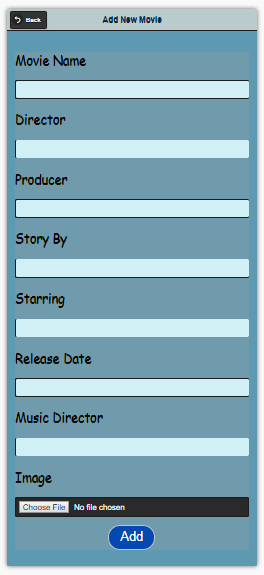 Back
Add New Movie
Movie Name
Director
Producer
Story By
Starring
Release Date
Music Director
Image
Choose File No file chosen
Add